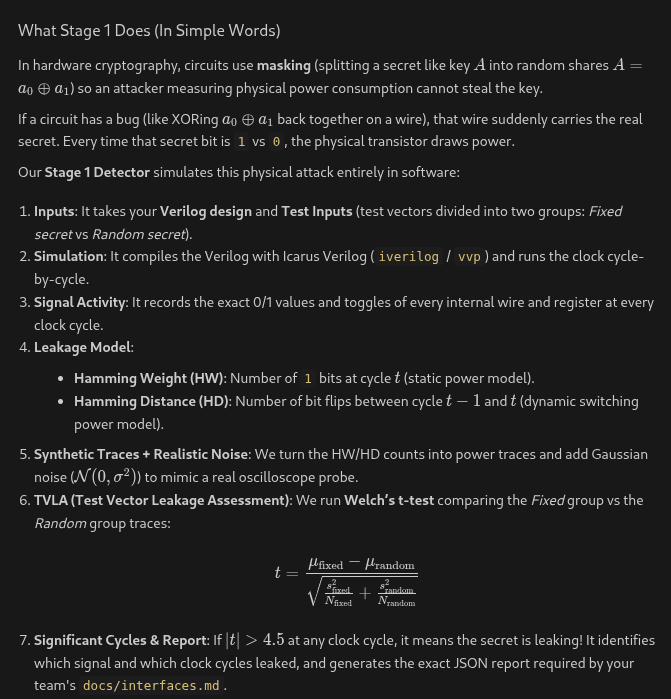 What Stage 1 Does (In Simple Words)
In hardware cryptography, circuits use masking (splitting a secret like key A into random shares A =
a₀ ⊕ a₁) so an attacker measuring physical power consumption cannot steal the key.
If a circuit has a bug (like XORing a₀ ⊕ a₁ back together on a wire), that wire suddenly carries the real
secret. Every time that secret bit is 1 vs 0, the physical transistor draws power.
Our Stage 1 Detector simulates this physical attack entirely in software:
1. Inputs: It takes your Verilog design and Test Inputs (test vectors divided into two groups: Fixed
secret vs Random secret).
2. Simulation: It compiles the Verilog with Icarus Verilog ( iverilog / vvp ) and runs the clock cycle-
by-cycle.
3. Signal Activity: It records the exact 0/1 values and toggles of every internal wire and register at every
clock cycle.
4. Leakage Model:
• Hamming Weight (HW): Number of 1 bits at cycle t (static power model).
• Hamming Distance (HD): Number of bit flips between cycle t − 1 and t (dynamic switching
power model).
5. Synthetic Traces + Realistic Noise: We turn the HW/HD counts into power traces and add Gaussian
noise (𝒩(0, σ²)) to mimic a real oscilloscope probe.
6. TVLA (Test Vector Leakage Assessment): We run Welch’s t-test comparing the Fixed group vs the
Random group traces:
t = (μ_fixed − μ_random) / √(s²_fixed / N_fixed + s²_random / N_random)
7. Significant Cycles & Report: If |t| > 4.5 at any clock cycle, it means the secret is leaking! It identifies
which signal and which clock cycles leaked, and generates the exact JSON report required by your
team's docs/interfaces.md .